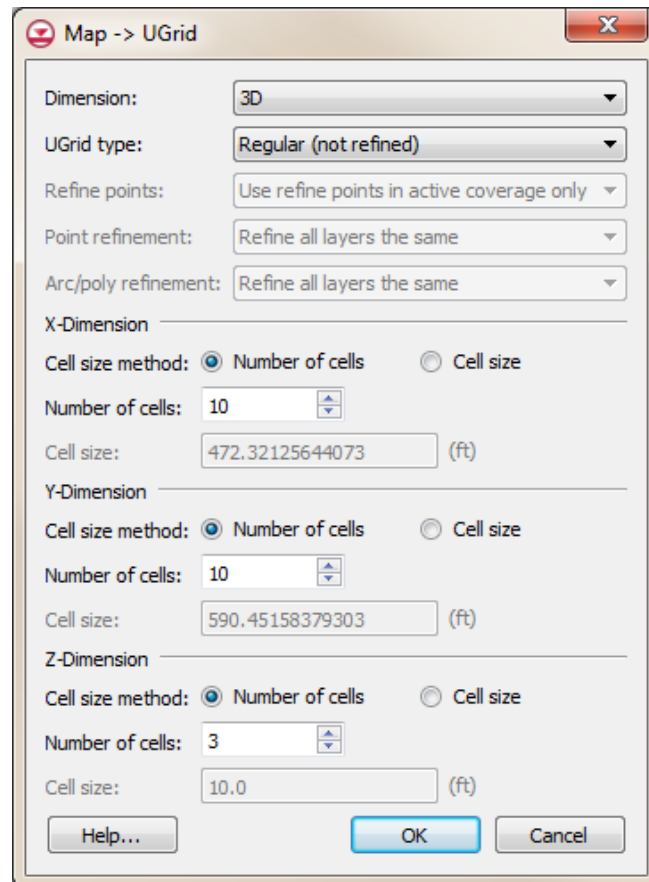 Map -> UGrid
Dimension: 3D
UGrid type: Regular (not refined)
Refine points: Use refine points in active coverage only
Point refinement: Refine all layers the same
Arc/poly refinement: Refine all layers the same
X-Dimension
Cell size method: Number of cells Cell size
Number of cells: 10
Cell size: 472.32125644073 (ft)
Y-Dimension
Cell size method: Number of cells Cell size
Number of cells: 10
Cell size: 590.45158379303 (ft)
Z-Dimension
Cell size method: Number of cells Cell size
Number of cells: 3
Cell size: 10.0 (ft)
Help... OK Cancel